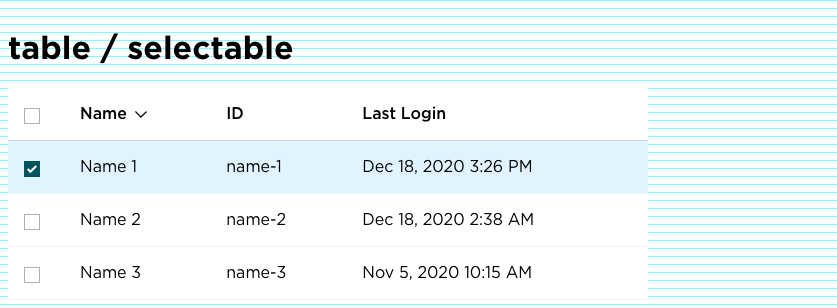 table / selectable
Name ID Last Login
Name 1 name-1 Dec 18, 2020 3:26 PM
Name 2 name-2 Dec 18, 2020 2:38 AM
Name 3 name-3 Nov 5, 2020 10:15 AM